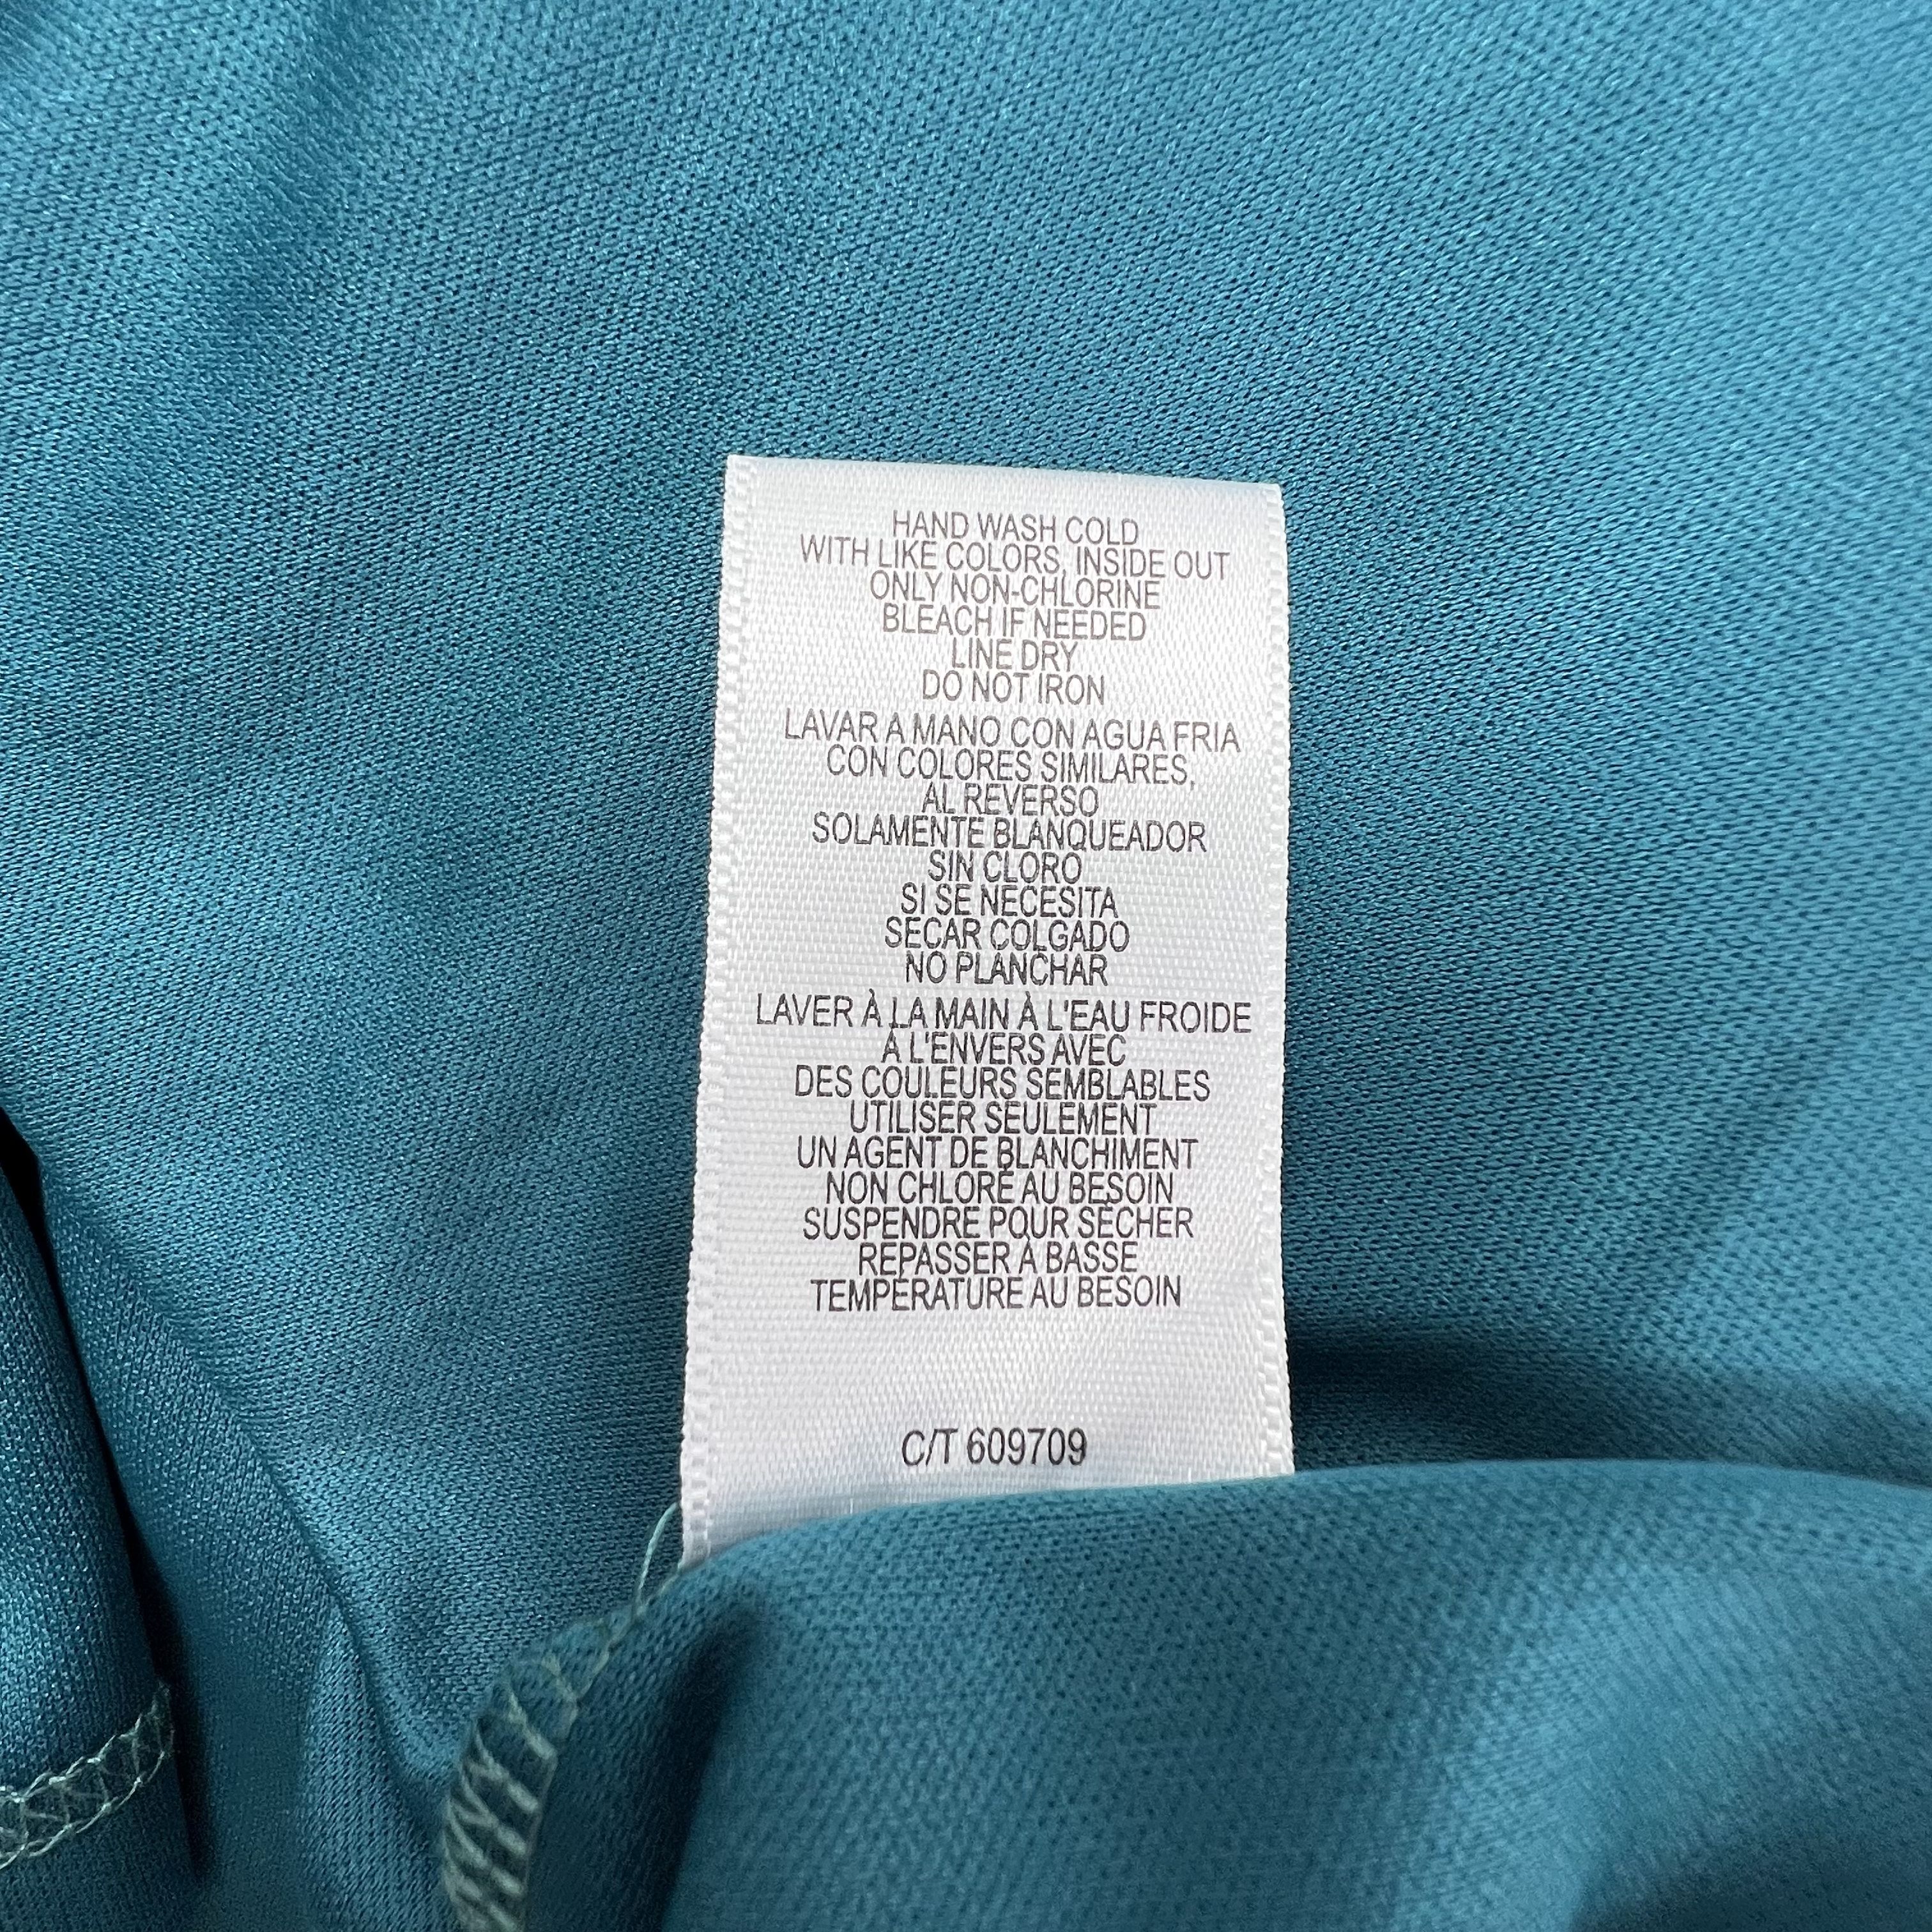 HAND WASH COLD
WITH LIKE COLORS, INSIDE OUT
ONLY NON-CHLORINE
BLEACH IF NEEDED
LINE DRY
DO NOT IRON
LAVAR A MANO CON AGUA FRIA
CON COLORES SIMILARES,
AL REVERSO
SOLAMENTE BLANQUEADOR
SIN CLORO
SI SE NECESITA
SECAR COLGADO
NO PLANCHAR
LAVER À LA MAIN À L'EAU FROIDE
À L'ENVERS AVEC
DES COULEURS SEMBLABLES
UTILISER SEULEMENT
UN AGENT DE BLANCHIMENT
NON CHLORÉ AU BESOIN
SUSPENDRE POUR SÉCHER
REPASSER À BASSE
TEMPÉRATURE AU BESOIN
C/T 609709